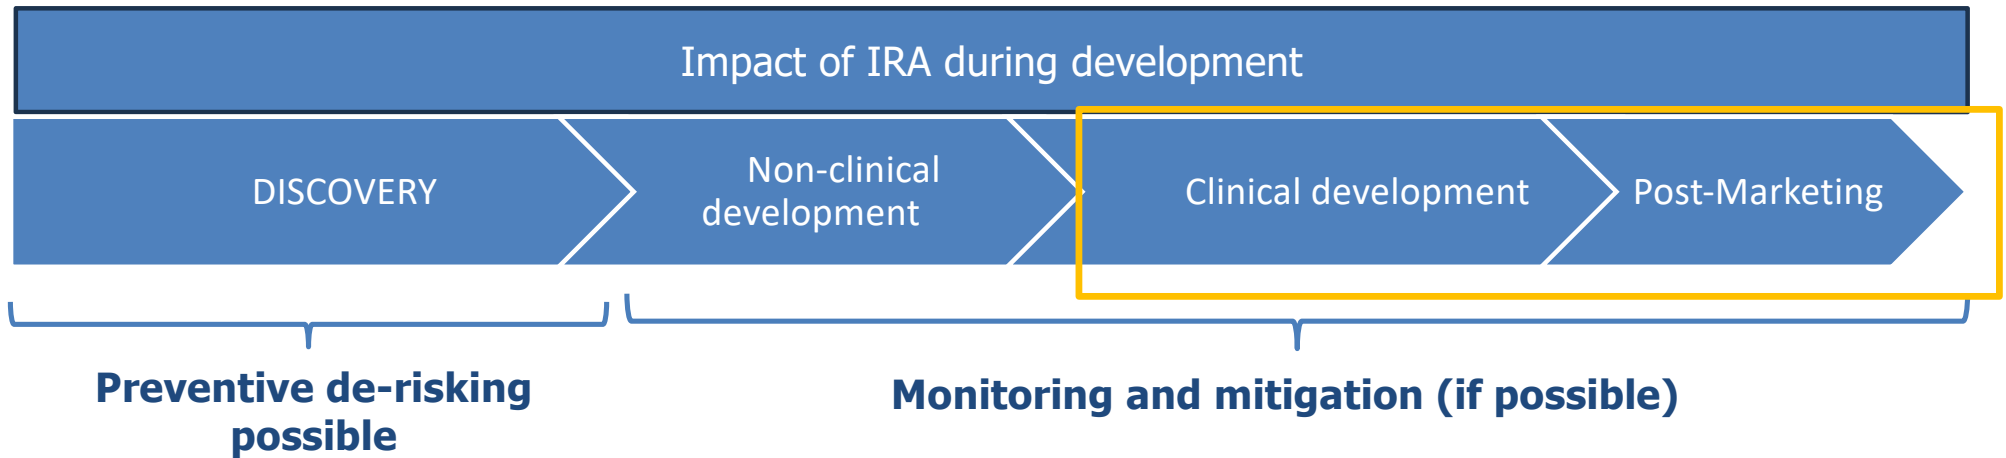 Impact of IRA during development
DISCOVERY
Non-clinical
development
Clinical development
Post-Marketing
Preventive de-risking
possible
Monitoring and mitigation (if possible)